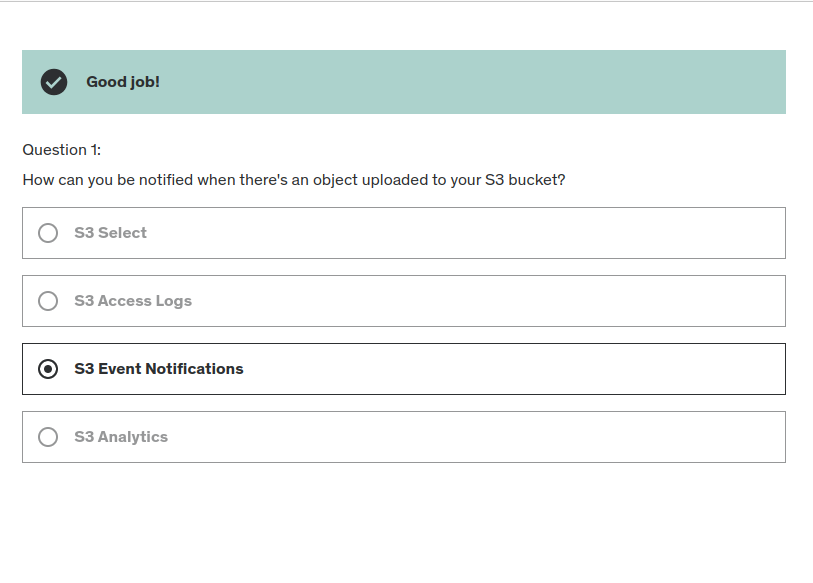 Good job!
Question 1:
How can you be notified when there's an object uploaded to your S3 bucket?
S3 Select
S3 Access Logs
S3 Event Notifications
S3 Analytics